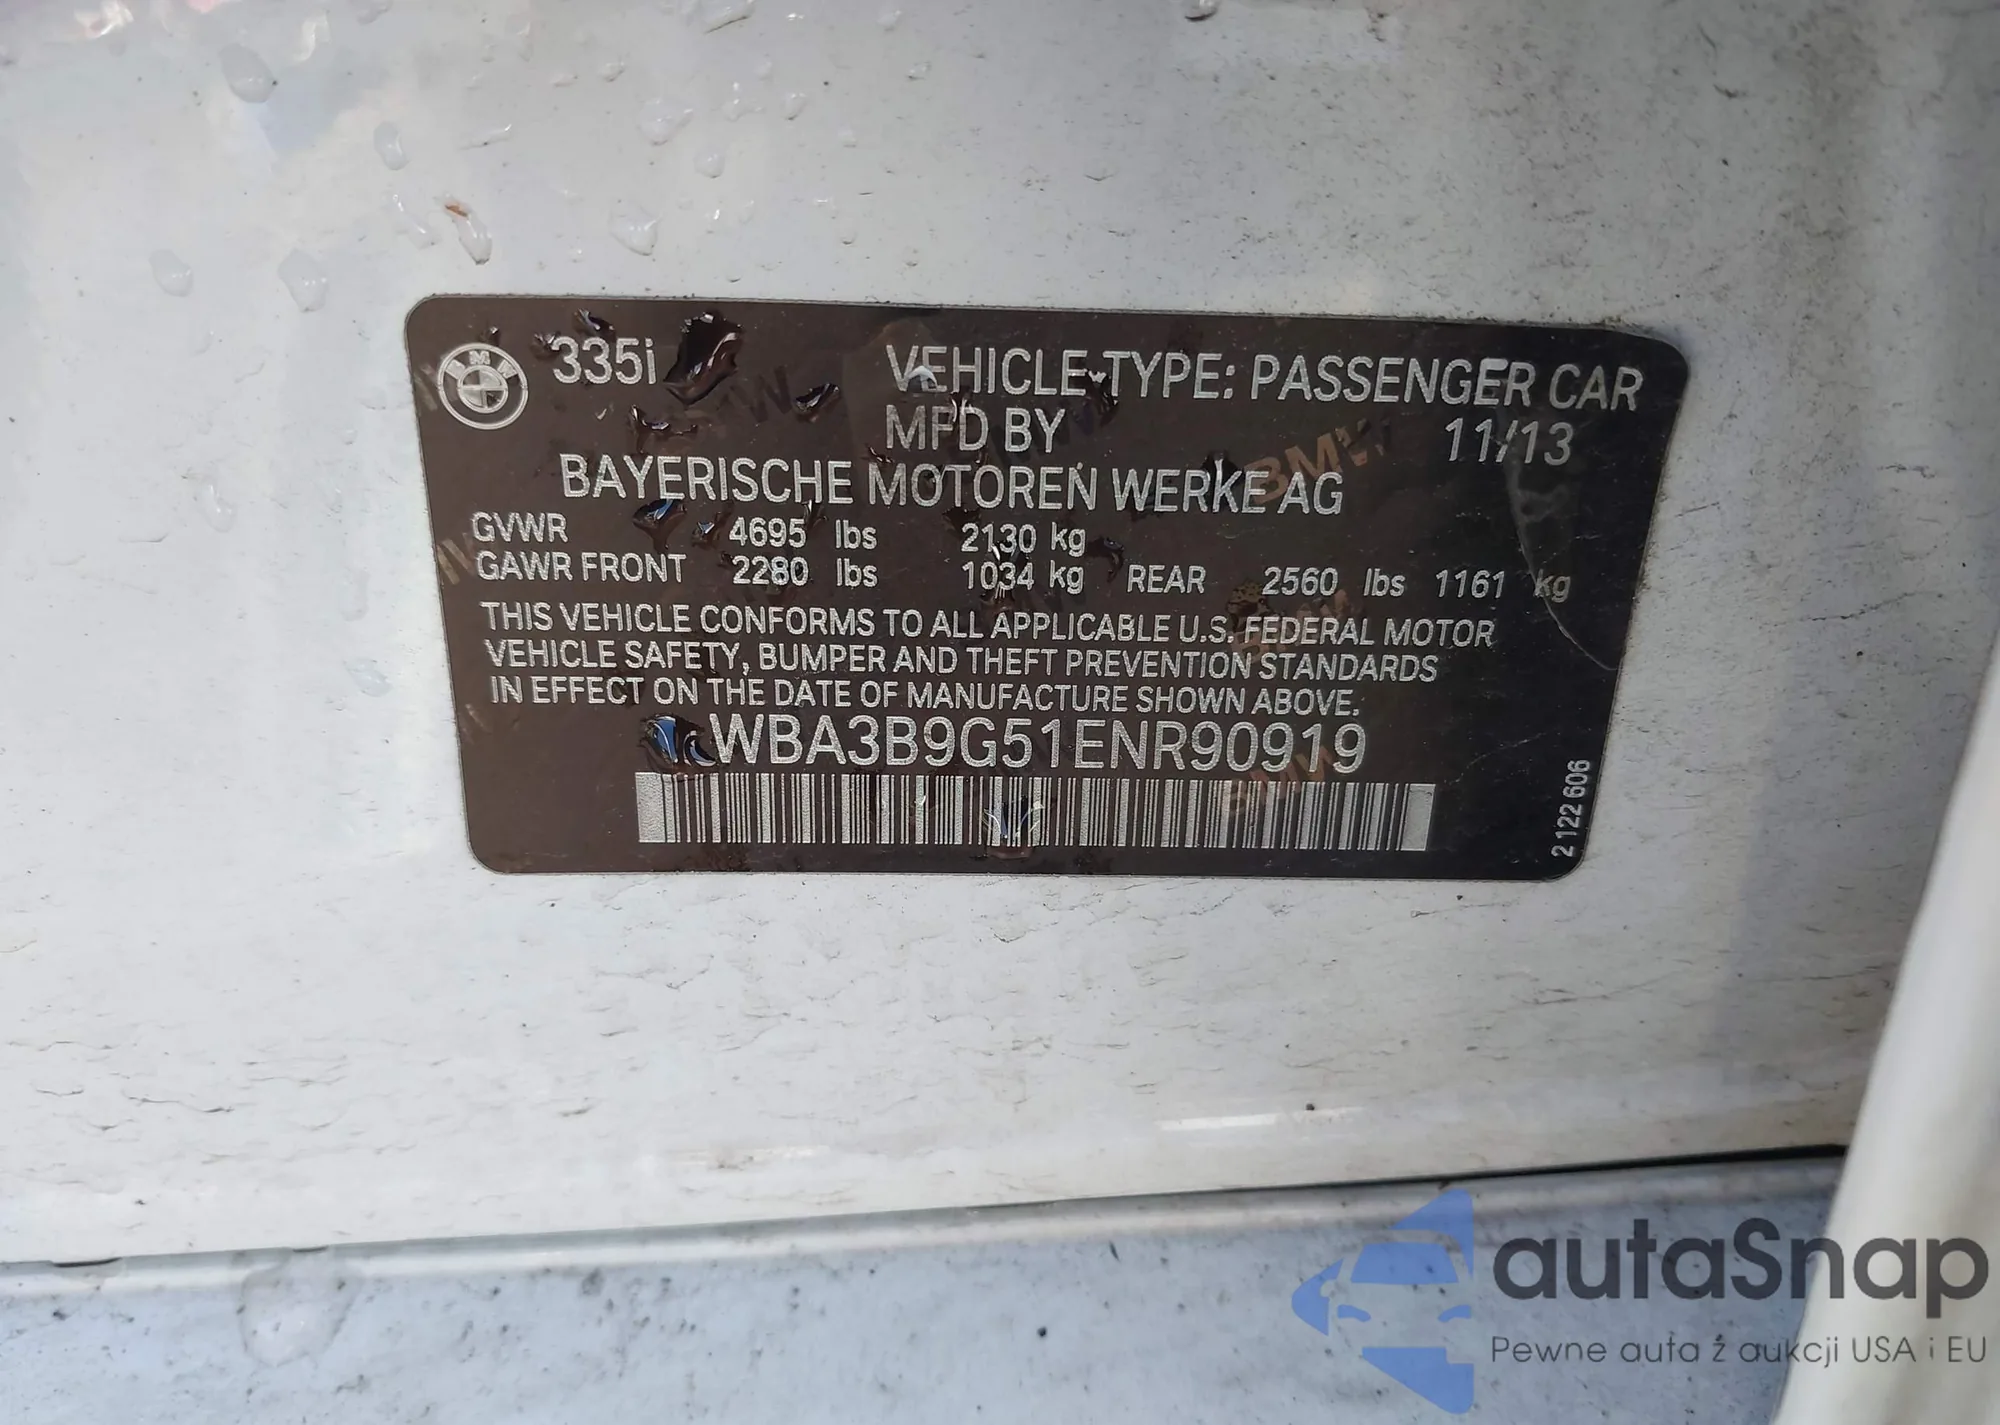 335i
VEHICLE-TYPE: PASSENGER CAR
MFD BY 11/13
BAYERISCHE MOTOREN WERKE AG
GVWR 4695 lbs 2130 kg
GAWR FRONT 2280 lbs 1034 kg REAR 2560 lbs 1161 kg
THIS VEHICLE CONFORMS TO ALL APPLICABLE U.S. FEDERAL MOTOR
VEHICLE SAFETY, BUMPER AND THEFT PREVENTION STANDARDS
IN EFFECT ON THE DATE OF MANUFACTURE SHOWN ABOVE.
WBA3B9G51ENR90919
2 122 606
BMW
autaSnap
Pewne auta z aukcji USA i EU